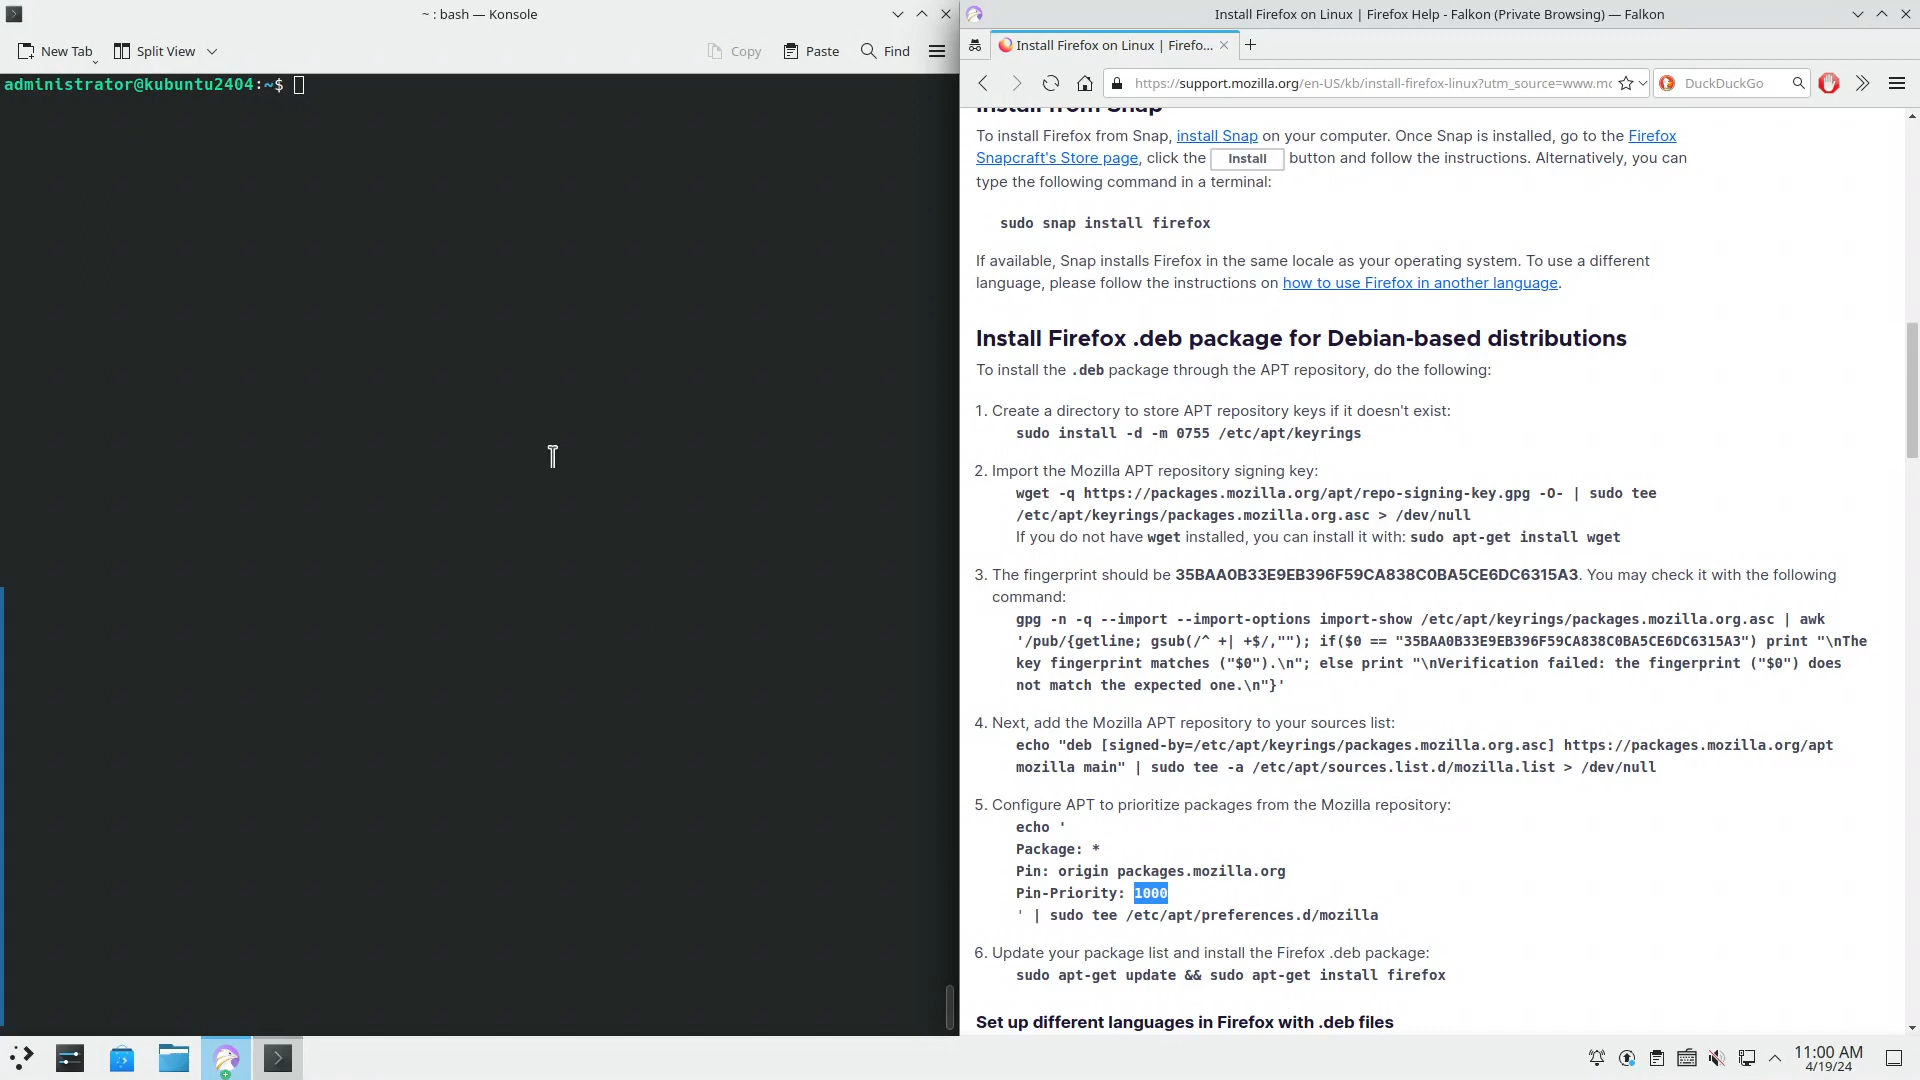 ~ : bash — Konsole
New Tab
Split View
Copy
Paste
Find
administrator@kubuntu2404:~$
Install Firefox on Linux | Firefox Help - Falkon (Private Browsing) — Falkon
Install Firefox on Linux | Firefo...
https://support.mozilla.org/en-US/kb/install-firefox-linux?utm_source=www.mo
DuckDuckGo
Install from Snap
To install Firefox from Snap, install Snap on your computer. Once Snap is installed, go to the Firefox
Snapcraft's Store page, click the Install button and follow the instructions. Alternatively, you can
type the following command in a terminal:
sudo snap install firefox
If available, Snap installs Firefox in the same locale as your operating system. To use a different
language, please follow the instructions on how to use Firefox in another language.
Install Firefox .deb package for Debian-based distributions
To install the .deb package through the APT repository, do the following:
1. Create a directory to store APT repository keys if it doesn't exist:
sudo install -d -m 0755 /etc/apt/keyrings
2. Import the Mozilla APT repository signing key:
wget -q https://packages.mozilla.org/apt/repo-signing-key.gpg -O- | sudo tee
/etc/apt/keyrings/packages.mozilla.org.asc > /dev/null
If you do not have wget installed, you can install it with: sudo apt-get install wget
3. The fingerprint should be 35BAA0B33E9EB396F59CA838C0BA5CE6DC6315A3. You may check it with the following
command:
gpg -n -q --import --import-options import-show /etc/apt/keyrings/packages.mozilla.org.asc | awk
'/pub/{getline; gsub(/^ +| +$/,""); if($0 == "35BAA0B33E9EB396F59CA838C0BA5CE6DC6315A3") print "\nThe
key fingerprint matches ("$0").\n"; else print "\nVerification failed: the fingerprint ("$0") does
not match the expected one.\n"}'
4. Next, add the Mozilla APT repository to your sources list:
echo "deb [signed-by=/etc/apt/keyrings/packages.mozilla.org.asc] https://packages.mozilla.org/apt
mozilla main" | sudo tee -a /etc/apt/sources.list.d/mozilla.list > /dev/null
5. Configure APT to prioritize packages from the Mozilla repository:
echo '
Package: *
Pin: origin packages.mozilla.org
Pin-Priority: 1000
' | sudo tee /etc/apt/preferences.d/mozilla
6. Update your package list and install the Firefox .deb package:
sudo apt-get update && sudo apt-get install firefox
Set up different languages in Firefox with .deb files
11:00 AM
4/19/24